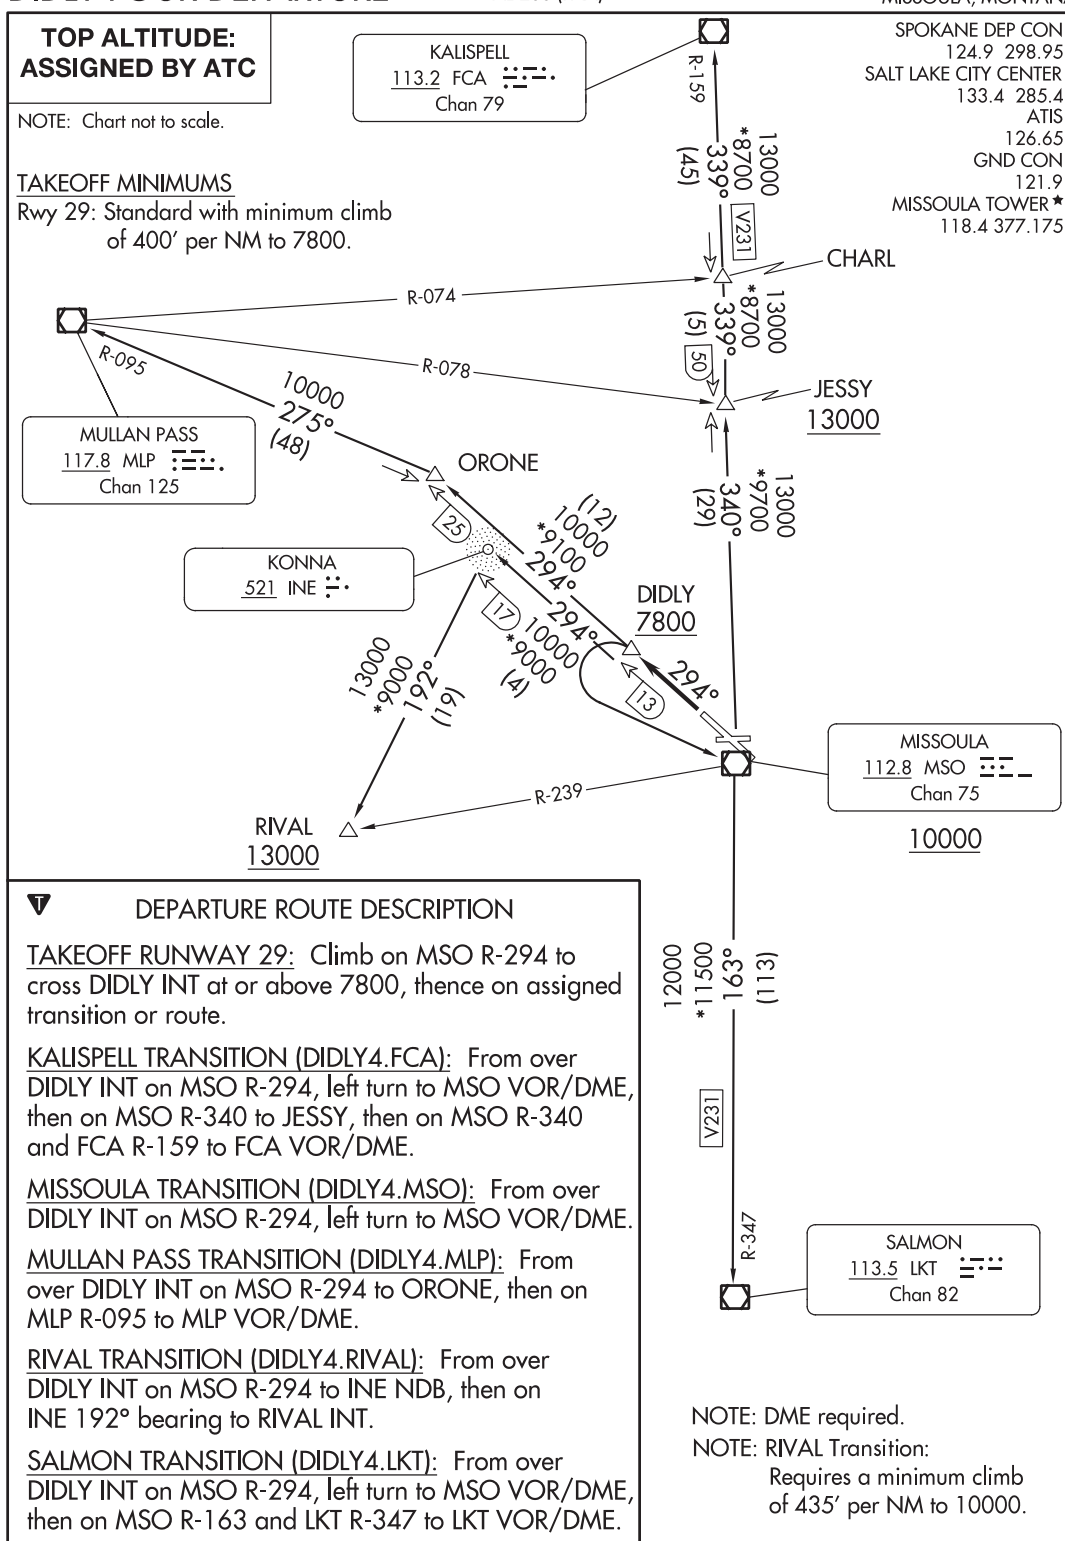 MISSOULA, MONTANA
TOP ALTITUDE:
ASSIGNED BY ATC
NOTE: Chart not to scale.
TAKEOFF MINIMUMS
Rwy 29: Standard with minimum climb
of 400' per NM to 7800.
KALISPELL
113.2 FCA
Chan 79
SPOKANE DEP CON
124.9 298.95
SALT LAKE CITY CENTER
133.4 285.4
ATIS
126.65
GND CON
121.9
MISSOULA TOWER★
118.4 377.175
R-159
13000
*8700
339°
(45)
V231
CHARL
R-074
13000
*8700
339°
(5)
50
R-078
JESSY
13000
R-095
MULLAN PASS
117.8 MLP
Chan 125
10000
275°
(48)
ORONE
25
13000
*9700
340°
(29)
(12)
10000
*9100
294°
KONNA
521 INE
17
294°
10000
*9000
(4)
DIDLY
7800
13
294°
13000
*9000
192°
(19)
MISSOULA
112.8 MSO
Chan 75
10000
R-239
RIVAL
13000
12000
*11500
163°
(113)
V231
R-347
SALMON
113.5 LKT
Chan 82
T
DEPARTURE ROUTE DESCRIPTION
TAKEOFF RUNWAY 29: Climb on MSO R-294 to
cross DIDLY INT at or above 7800, thence on assigned
transition or route.
KALISPELL TRANSITION (DIDLY4.FCA): From over
DIDLY INT on MSO R-294, left turn to MSO VOR/DME,
then on MSO R-340 to JESSY, then on MSO R-340
and FCA R-159 to FCA VOR/DME.
MISSOULA TRANSITION (DIDLY4.MSO): From over
DIDLY INT on MSO R-294, left turn to MSO VOR/DME.
MULLAN PASS TRANSITION (DIDLY4.MLP): From
over DIDLY INT on MSO R-294 to ORONE, then on
MLP R-095 to MLP VOR/DME.
RIVAL TRANSITION (DIDLY4.RIVAL): From over
DIDLY INT on MSO R-294 to INE NDB, then on
INE 192° bearing to RIVAL INT.
SALMON TRANSITION (DIDLY4.LKT): From over
DIDLY INT on MSO R-294, left turn to MSO VOR/DME,
then on MSO R-163 and LKT R-347 to LKT VOR/DME.
NOTE: DME required.
NOTE: RIVAL Transition:
Requires a minimum climb
of 435' per NM to 10000.